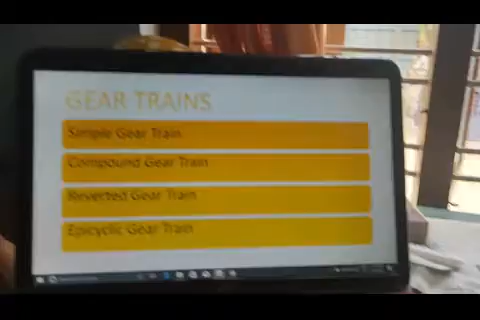 GEAR TRAINS
Simple Gear Train
Compound Gear Train
Reverted Gear Train
Epicyclic Gear Train